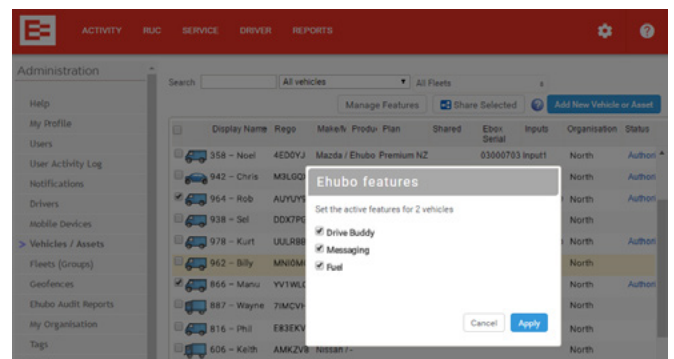 ACTIVITY RUC SERVICE DRIVER REPORTS
Administration
Search All vehicles All Fleets
Help
Manage Features Share Selected Add New Vehicle or Asset
My Profile
Display Name Rego Plan Shared Ebox Serial Inputs Organisation Status
Users
358 - Noel 4ED0YJ Mazda / Ehubo Premium NZ 03000703 Input1 North
User Activity Log
942 - Chris North
Notifications
Ehubo features
964 - Rob North
Drivers
Set the active features for 2 vehicles
938 - Sel North
Mobile Devices
Drive Buddy
978 - Kurt North
Vehicles / Assets
Messaging
962 - Billy North
Fleets (Groups)
Fuel
866 - Manu North
Geofences
887 - Wayne North
Ehubo Audit Reports
Cancel Apply
816 - Phil North
My Organisation
606 - Keith AMKZV8 Nissan / - North
Tags